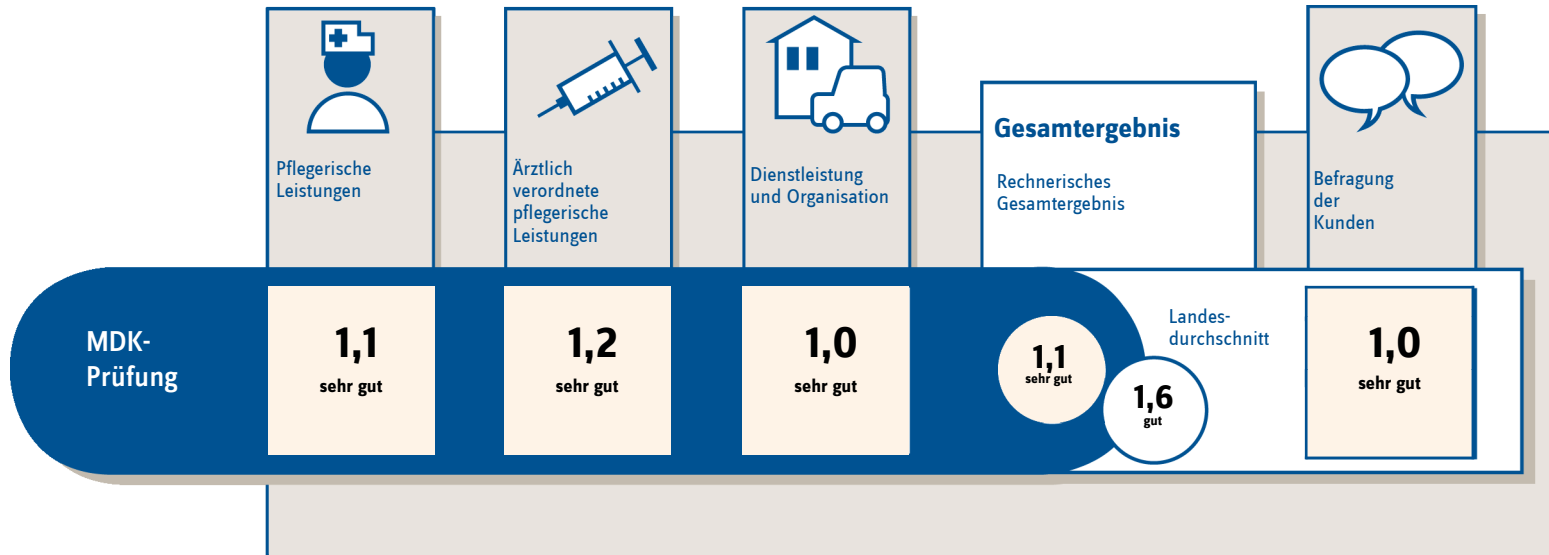 Pflegerische
Leistungen
Ärztlich
verordnete
pflegerische
Leistungen
Dienstleistung
und Organisation
Gesamtergebnis
Rechnerisches
Gesamtergebnis
Befragung
der
Kunden
MDK-
Prüfung
1,1
sehr gut
1,2
sehr gut
1,0
sehr gut
1,1
sehr gut
Landes-
durchschnitt
1,6
gut
1,0
sehr gut